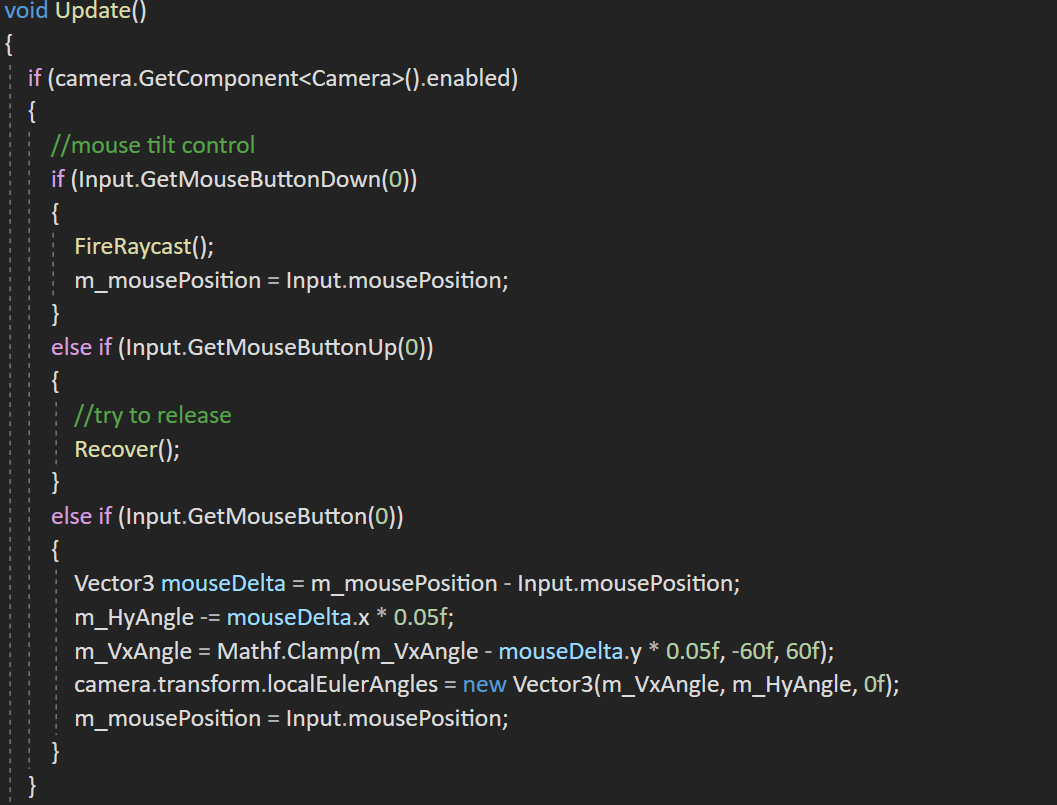 void Update()
{
if (camera.GetComponent<Camera>().enabled)
{
//mouse tilt control
if (Input.GetMouseButtonDown(0))
{
FireRaycast();
m_mousePosition = Input.mousePosition;
}
else if (Input.GetMouseButtonUp(0))
{
//try to release
Recover();
}
else if (Input.GetMouseButton(0))
{
Vector3 mouseDelta = m_mousePosition - Input.mousePosition;
m_HyAngle -= mouseDelta.x * 0.05f;
m_VxAngle = Mathf.Clamp(m_VxAngle - mouseDelta.y * 0.05f, -60f, 60f);
camera.transform.localEulerAngles = new Vector3(m_VxAngle, m_HyAngle, 0f);
m_mousePosition = Input.mousePosition;
}
}